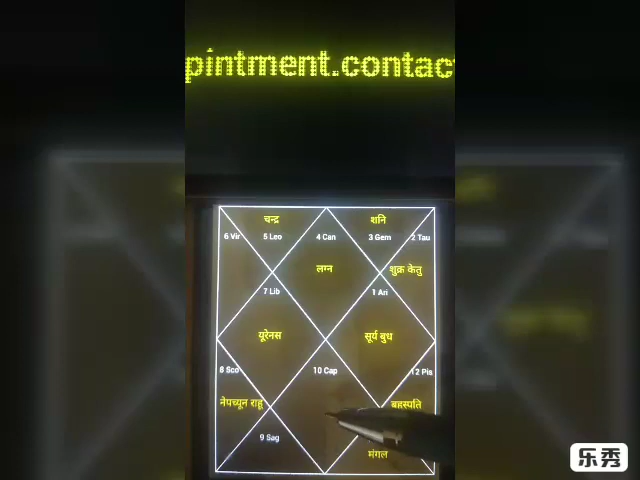 pintment.contac
चन्द्र
शनि
6 Vir
5 Leo
4 Can
3 Gem
2 Tau
लग्न
शुक्र केतु
7 Lib
1 Ari
यूरेनस
सूर्य बुध
8 Sco
10 Cap
12 Pis
नेपच्यून राहू
बृहस्पति
9 Sag
मंगल
乐秀